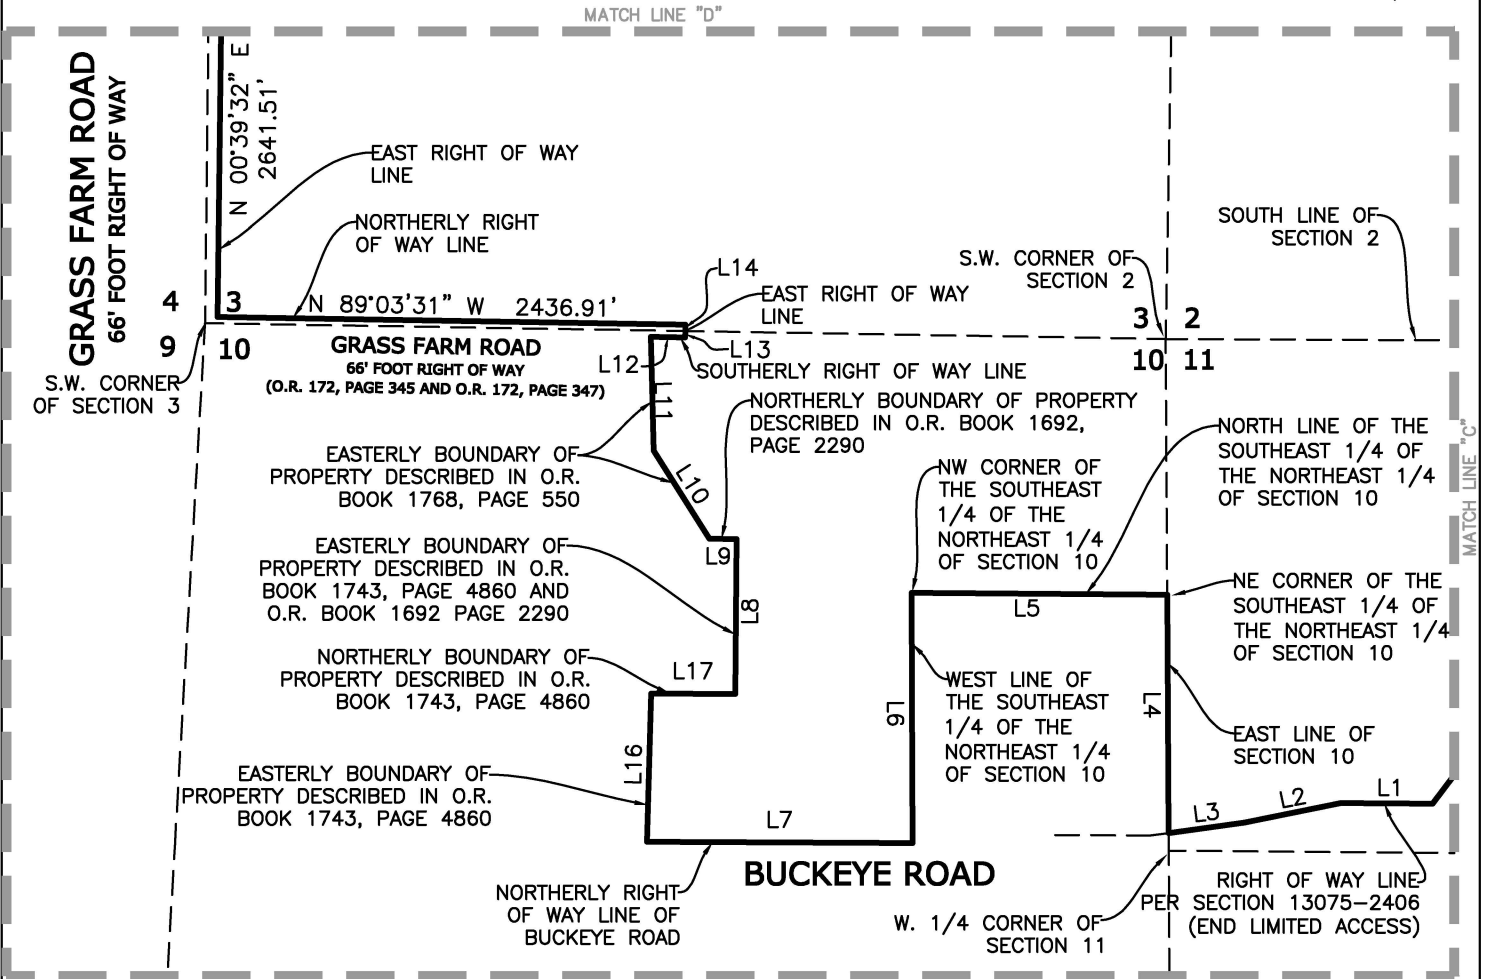 MATCH LINE "D"
GRASS FARM ROAD
66' FOOT RIGHT OF WAY
N 00°39'32" E
2641.51'
EAST RIGHT OF WAY
LINE
NORTHERLY RIGHT
OF WAY LINE
SOUTH LINE OF
SECTION 2
S.W. CORNER OF
SECTION 2
L14
EAST RIGHT OF WAY
LINE
4
3
N 89°03'31" W 2436.91'
3
2
9
10
GRASS FARM ROAD
66' FOOT RIGHT OF WAY
(O.R. 172, PAGE 345 AND O.R. 172, PAGE 347)
L12
L13
SOUTHERLY RIGHT OF WAY LINE
10
11
S.W. CORNER
OF SECTION 3
L11
NORTHERLY BOUNDARY OF PROPERTY
DESCRIBED IN O.R. BOOK 1692,
PAGE 2290
NORTH LINE OF THE
SOUTHEAST 1/4 OF
THE NORTHEAST 1/4
OF SECTION 10
MATCH LINE "C"
EASTERLY BOUNDARY OF
PROPERTY DESCRIBED IN O.R.
BOOK 1768, PAGE 550
L10
NW CORNER OF
THE SOUTHEAST
1/4 OF THE
NORTHEAST 1/4
OF SECTION 10
EASTERLY BOUNDARY OF
PROPERTY DESCRIBED IN O.R.
BOOK 1743, PAGE 4860 AND
O.R. BOOK 1692 PAGE 2290
L9
L8
L5
NE CORNER OF THE
SOUTHEAST 1/4 OF
THE NORTHEAST 1/4
OF SECTION 10
NORTHERLY BOUNDARY OF
PROPERTY DESCRIBED IN O.R.
BOOK 1743, PAGE 4860
L17
WEST LINE OF
THE SOUTHEAST
1/4 OF THE
NORTHEAST 1/4
OF SECTION 10
L6
L4
EAST LINE OF
SECTION 10
EASTERLY BOUNDARY OF
PROPERTY DESCRIBED IN O.R.
BOOK 1743, PAGE 4860
L16
L7
L3
L2
L1
BUCKEYE ROAD
NORTHERLY RIGHT
OF WAY LINE OF
BUCKEYE ROAD
W. 1/4 CORNER OF
SECTION 11
RIGHT OF WAY LINE
PER SECTION 13075-2406
(END LIMITED ACCESS)